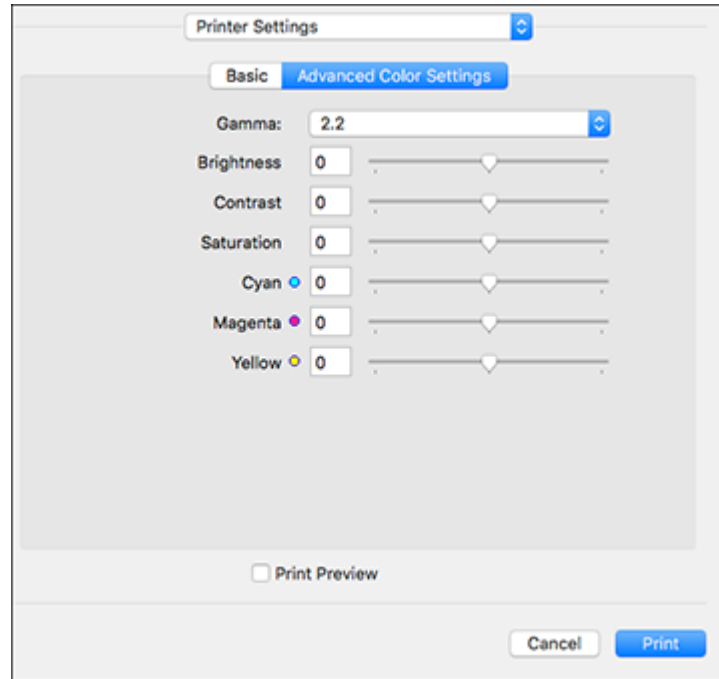 Printer Settings
Basic Advanced Color Settings
Gamma: 2.2
Brightness 0
Contrast 0
Saturation 0
Cyan 0
Magenta 0
Yellow 0
Print Preview
Cancel Print